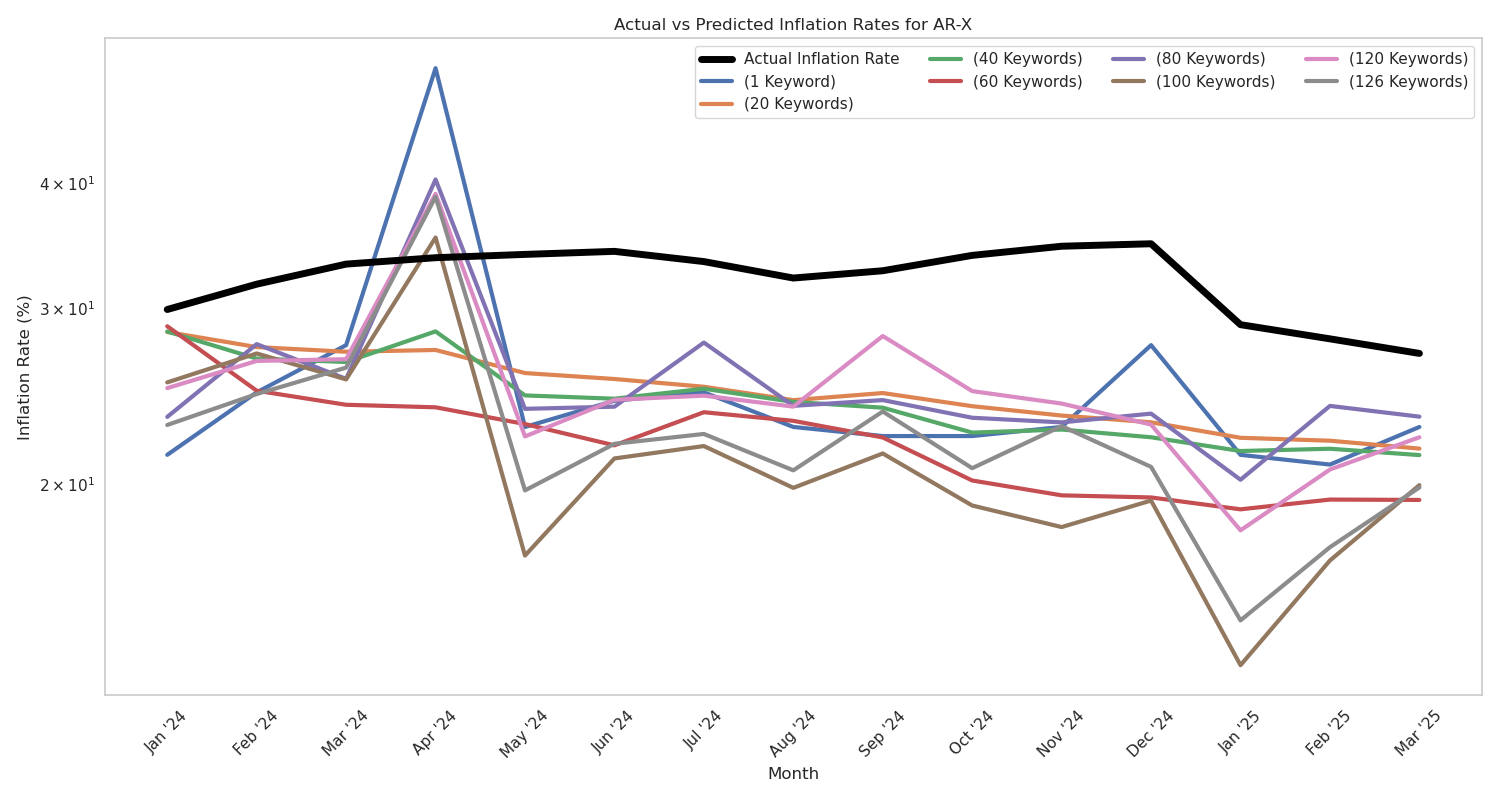 Actual vs Predicted Inflation Rates for AR-X
Actual Inflation Rate
(1 Keyword)
(20 Keywords)
(40 Keywords)
(60 Keywords)
(80 Keywords)
(100 Keywords)
(120 Keywords)
(126 Keywords)
Inflation Rate (%)
4 × 10¹
3 × 10¹
2 × 10¹
Jan '24
Feb '24
Mar '24
Apr '24
May '24
Jun '24
Jul '24
Aug '24
Sep '24
Oct '24
Nov '24
Dec '24
Jan '25
Feb '25
Mar '25
Month